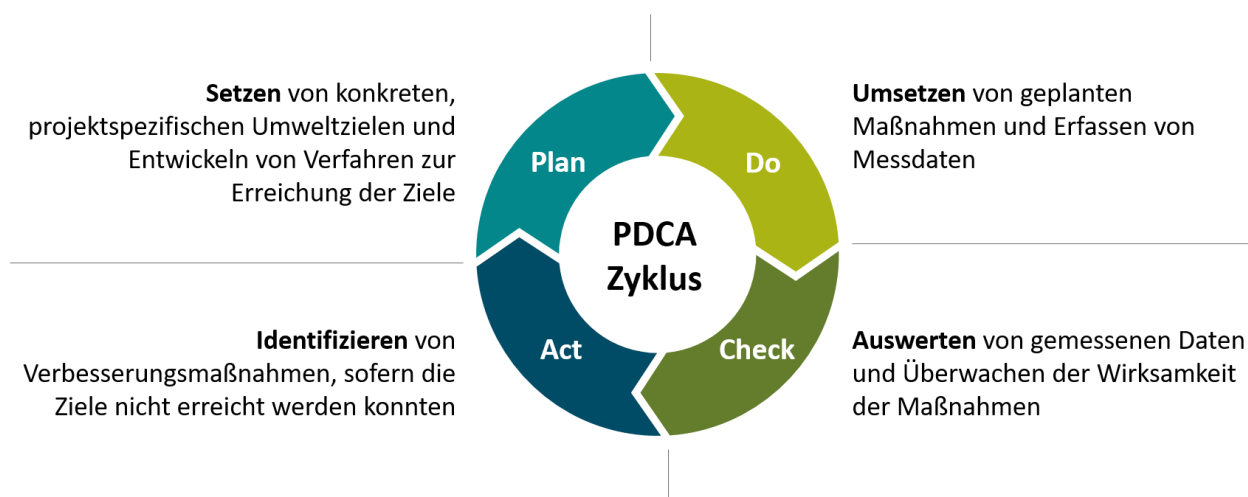 Setzen von konkreten,
projektspezifischen Umweltzielen und
Entwickeln von Verfahren zur
Erreichung der Ziele
Plan
Do
Umsetzen von geplanten
Maßnahmen und Erfassen von
Messdaten
PDCA
Zyklus
Identifizieren von
Verbesserungsmaßnahmen, sofern die
Ziele nicht erreicht werden konnten
Act
Check
Auswerten von gemessenen Daten
und Überwachen der Wirksamkeit
der Maßnahmen